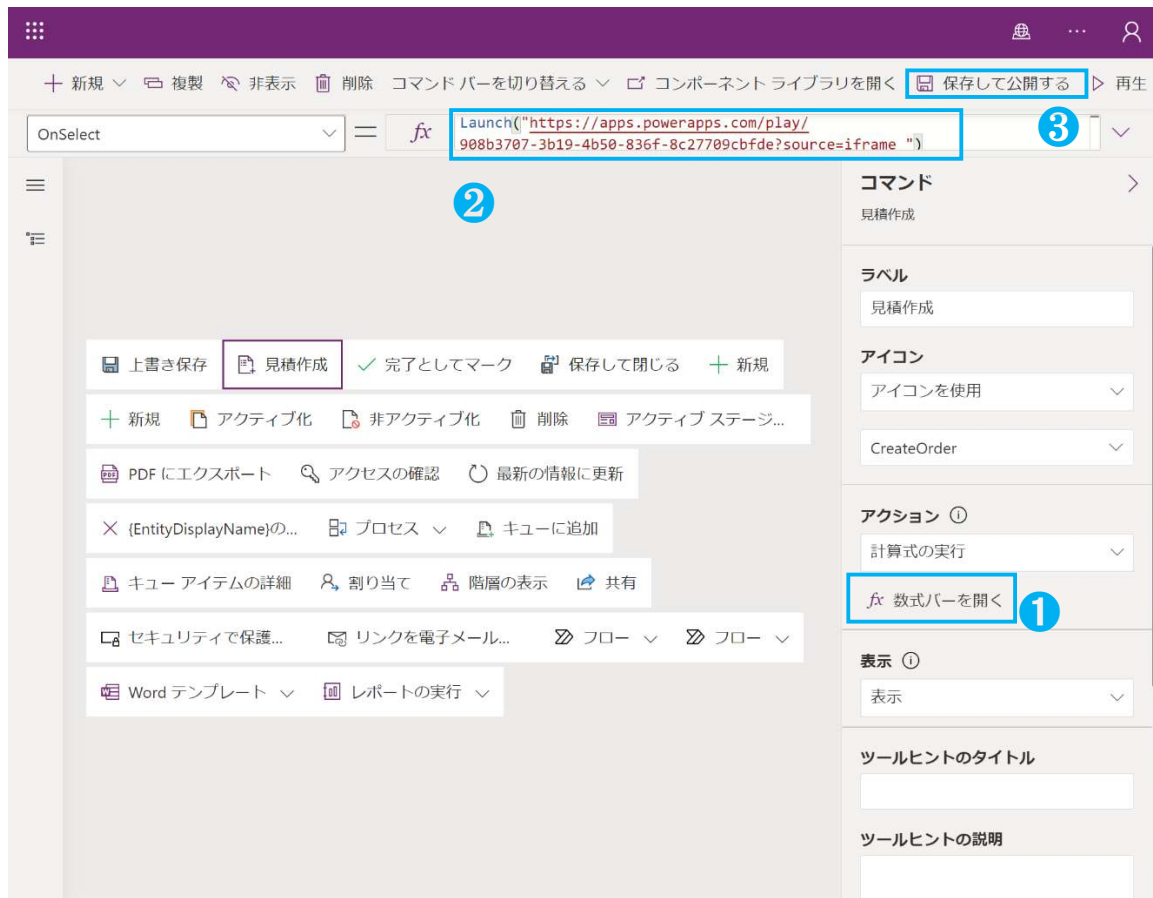 新規 複製 非表示 削除 コマンド バーを切り替える コンポーネント ライブラリを開く 保存して公開する 再生
OnSelect = fx Launch("https://apps.powerapps.com/play/
908b3707-3b19-4b50-836f-8c27709cbfde?source=iframe ")
3
2
コマンド
見積作成
ラベル
見積作成
アイコン
アイコンを使用
CreateOrder
アクション
計算式の実行
fx 数式バーを開く
1
表示
表示
ツールヒントのタイトル
ツールヒントの説明
上書き保存 見積作成 完了としてマーク 保存して閉じる 新規
新規 アクティブ化 非アクティブ化 削除 アクティブ ステージ...
PDF にエクスポート アクセスの確認 最新の情報に更新
{EntityDisplayName}の... プロセス キューに追加
キュー アイテムの詳細 割り当て 階層の表示 共有
セキュリティで保護... リンクを電子メール... フロー フロー
Word テンプレート レポートの実行